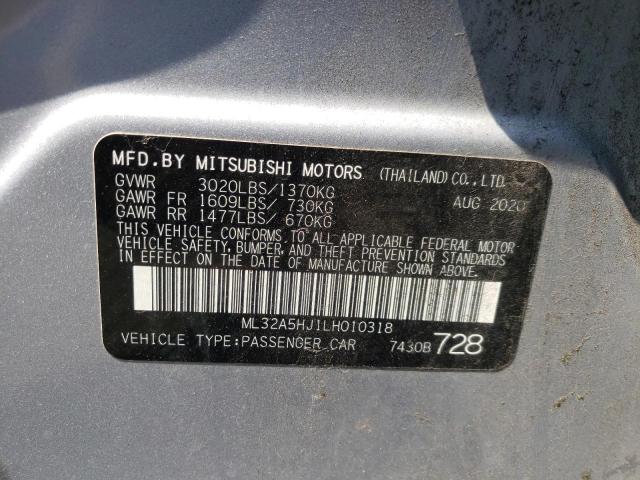 MFD.BY MITSUBISHI MOTORS (THAILAND)CO.,LTD.
GVWR 3020LBS/1370KG AUG 2020
GAWR FR 1609LBS/ 730KG
GAWR RR 1477LBS/ 670KG
THIS VEHICLE CONFORMS TO ALL APPLICABLE FEDERAL MOTOR
VEHICLE SAFETY,BUMPER,AND THEFT PREVENTION STANDARDS
IN EFFECT ON THE DATE OF MANUFACTURE SHOWN ABOVE.
ML32A5HJ1LH010318
VEHICLE TYPE:PASSENGER CAR 7430B 728